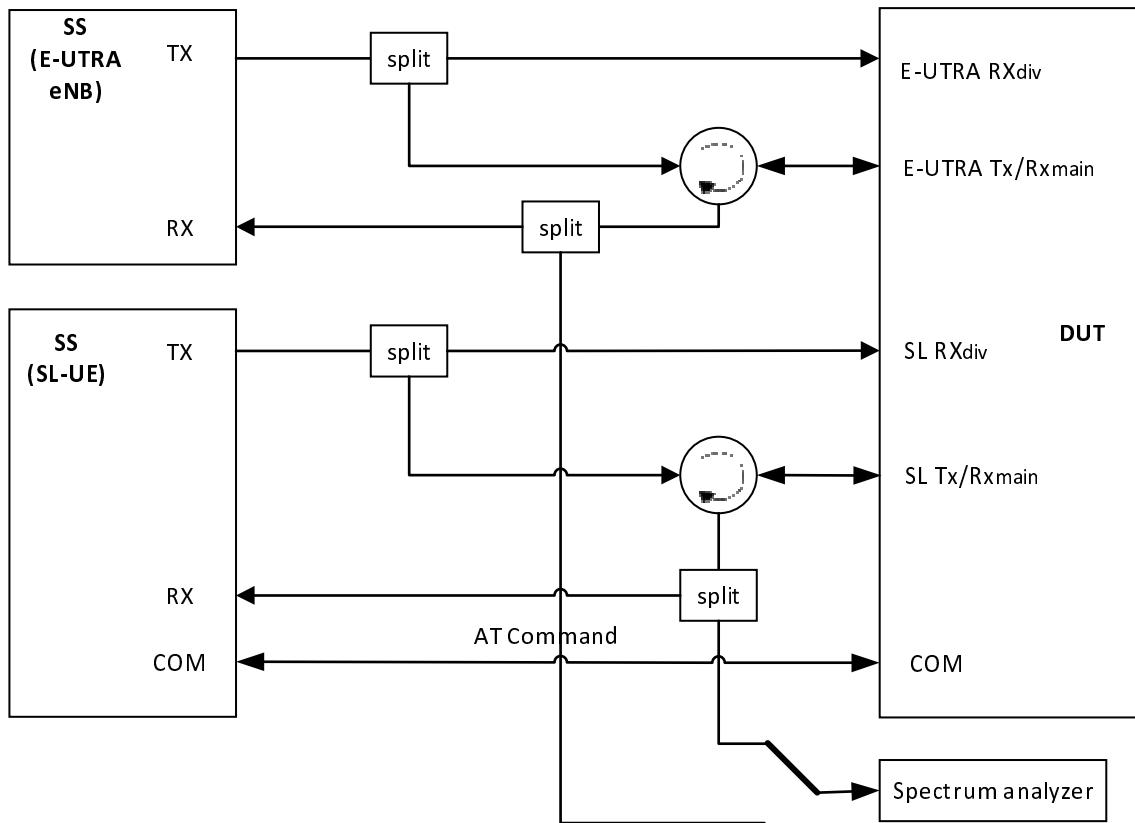 SS
(E-UTRA
eNB)
TX
split
E-UTRA RXdiv
E-UTRA Tx/Rxmain
RX
split
SS
(SL-UE)
TX
split
SL RXdiv
DUT
SL Tx/Rxmain
RX
split
AT Command
COM
COM
Spectrum analyzer